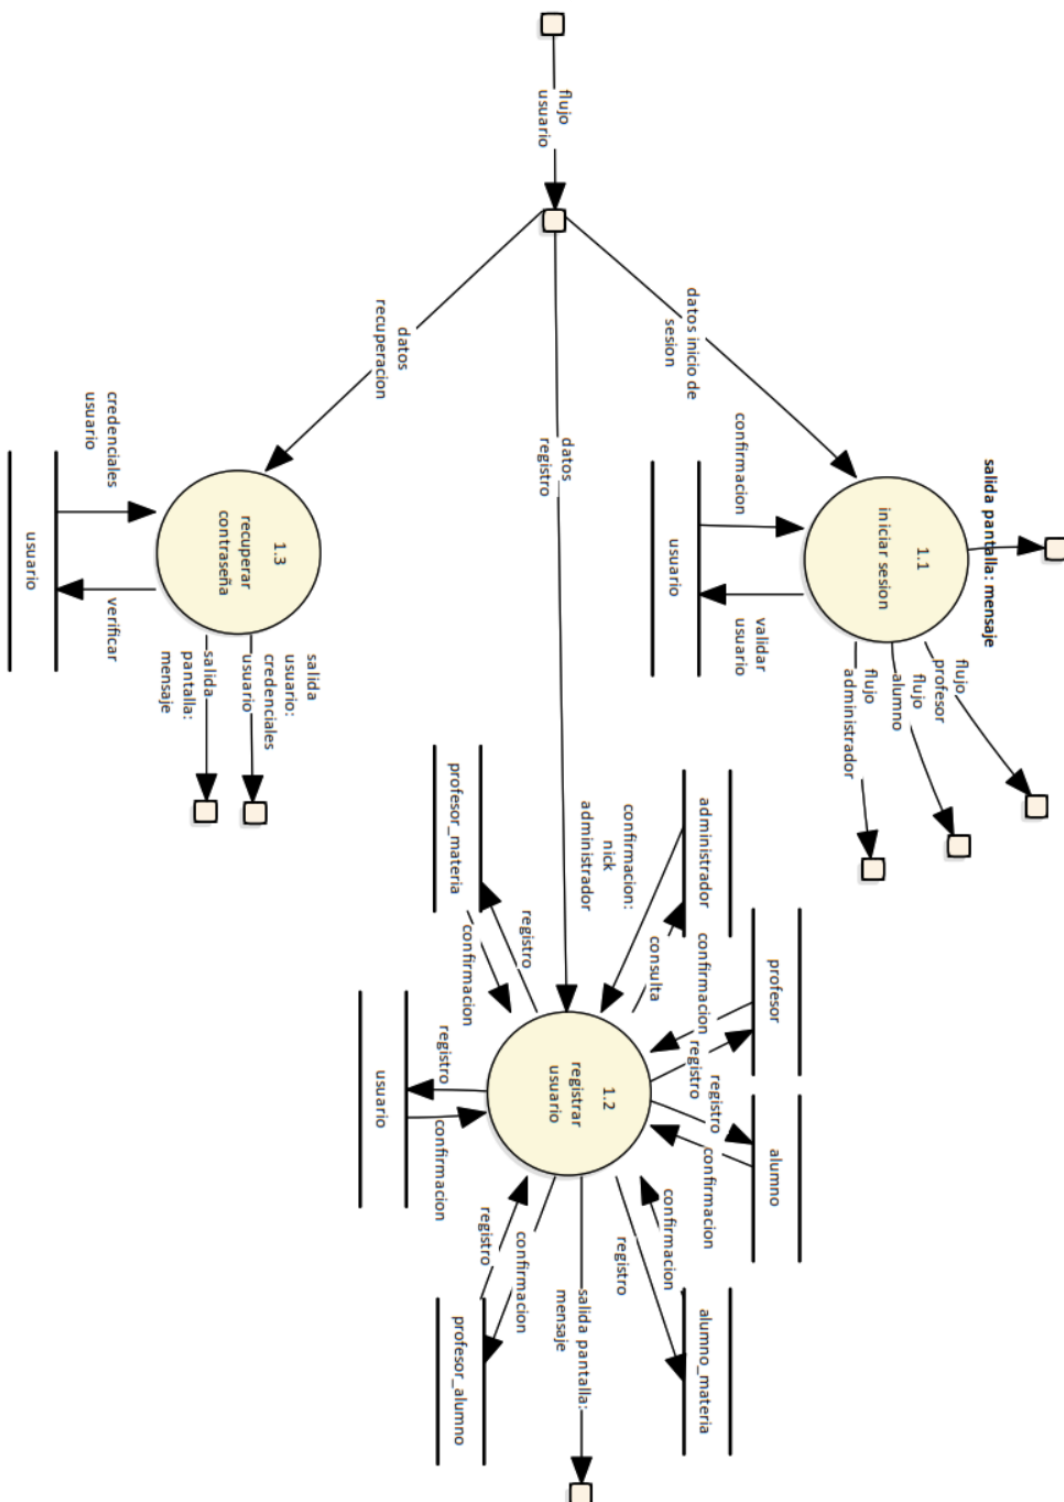 salida pantalla: mensaje
1.1
iniciar sesion
flujo
profesor
flujo
alumno
flujo
administrador
datos inicio de
sesion
confirmacion
validar
usuario
usuario
flujo
usuario
datos
registro
datos
recuperacion
profesor
alumno
administrador
alumno_materia
confirmacion
registro
registro
confirmacion
consulta
confirmacion:
nick
administrador
confirmacion
registro
1.2
registrar
usuario
salida pantalla:
mensaje
registro
confirmacion
profesor_materia
registro
confirmacion
usuario
confirmacion
registro
profesor_alumno
1.3
recuperar
contraseña
salida
usuario:
credenciales
usuario
salida
pantalla:
mensaje
credenciales
usuario
verificar
usuario